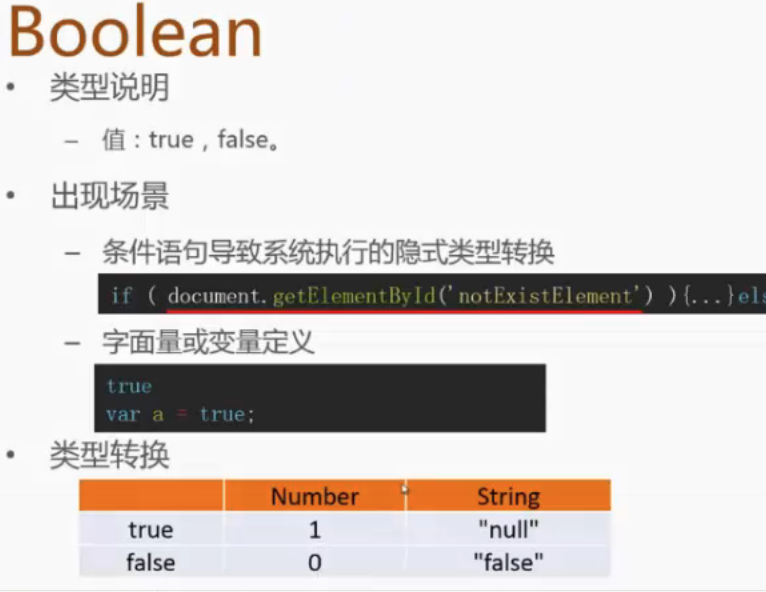 Boolean
• 类型说明
– 值：true，false。
• 出现场景
– 条件语句导致系统执行的隐式类型转换
if ( document.getElementById('notExistElement') ){...}els
– 字面量或变量定义
true
var a = true;
• 类型转换
Number String
true 1 "null"
false 0 "false"